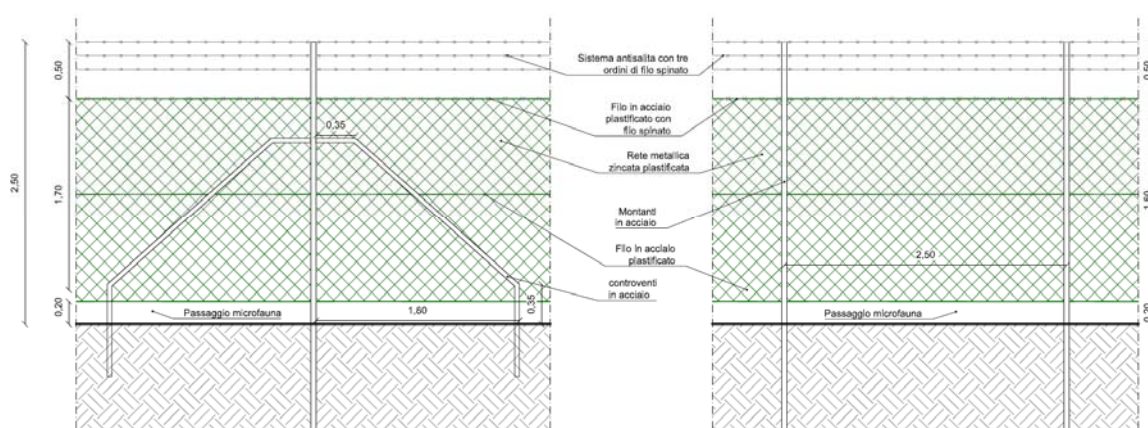 0,50
2,50
1,70
0,20
0,35
1,80
0,35
Sistema antisalita con tre
ordini di filo spinato
Filo in acciaio
plastificato con
filo spinato
Rete metallica
zincata plastificata
Montanti
in acciaio
Filo in acciaio
plastificato
controventi
in acciaio
Passaggio microfauna
2,50
Passaggio microfauna
0,50
0,20